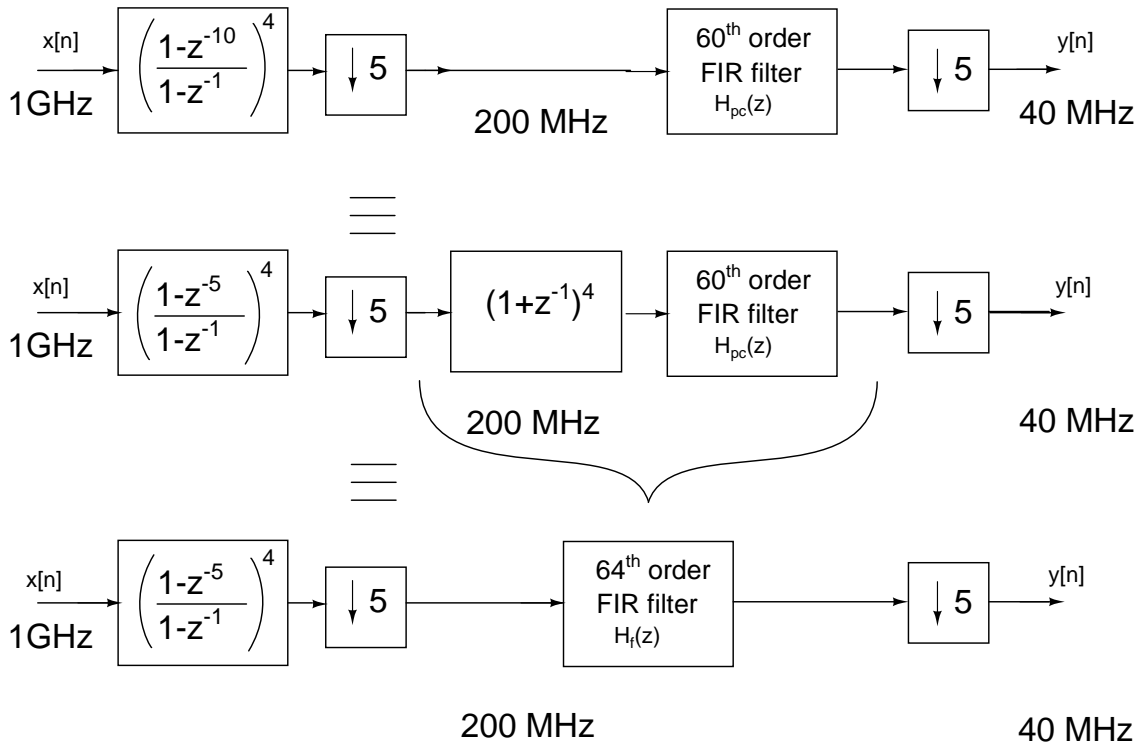 x[n]
1GHz
(1-z⁻¹⁰ / 1-z⁻¹)⁴
↓ 5
200 MHz
60th order
FIR filter
Hpc(z)
↓ 5
y[n]
40 MHz
x[n]
1GHz
(1-z⁻⁵ / 1-z⁻¹)⁴
↓ 5
(1+z⁻¹)⁴
60th order
FIR filter
Hpc(z)
↓ 5
y[n]
200 MHz
40 MHz
x[n]
1GHz
(1-z⁻⁵ / 1-z⁻¹)⁴
↓ 5
64th order
FIR filter
Hf(z)
↓ 5
y[n]
200 MHz
40 MHz